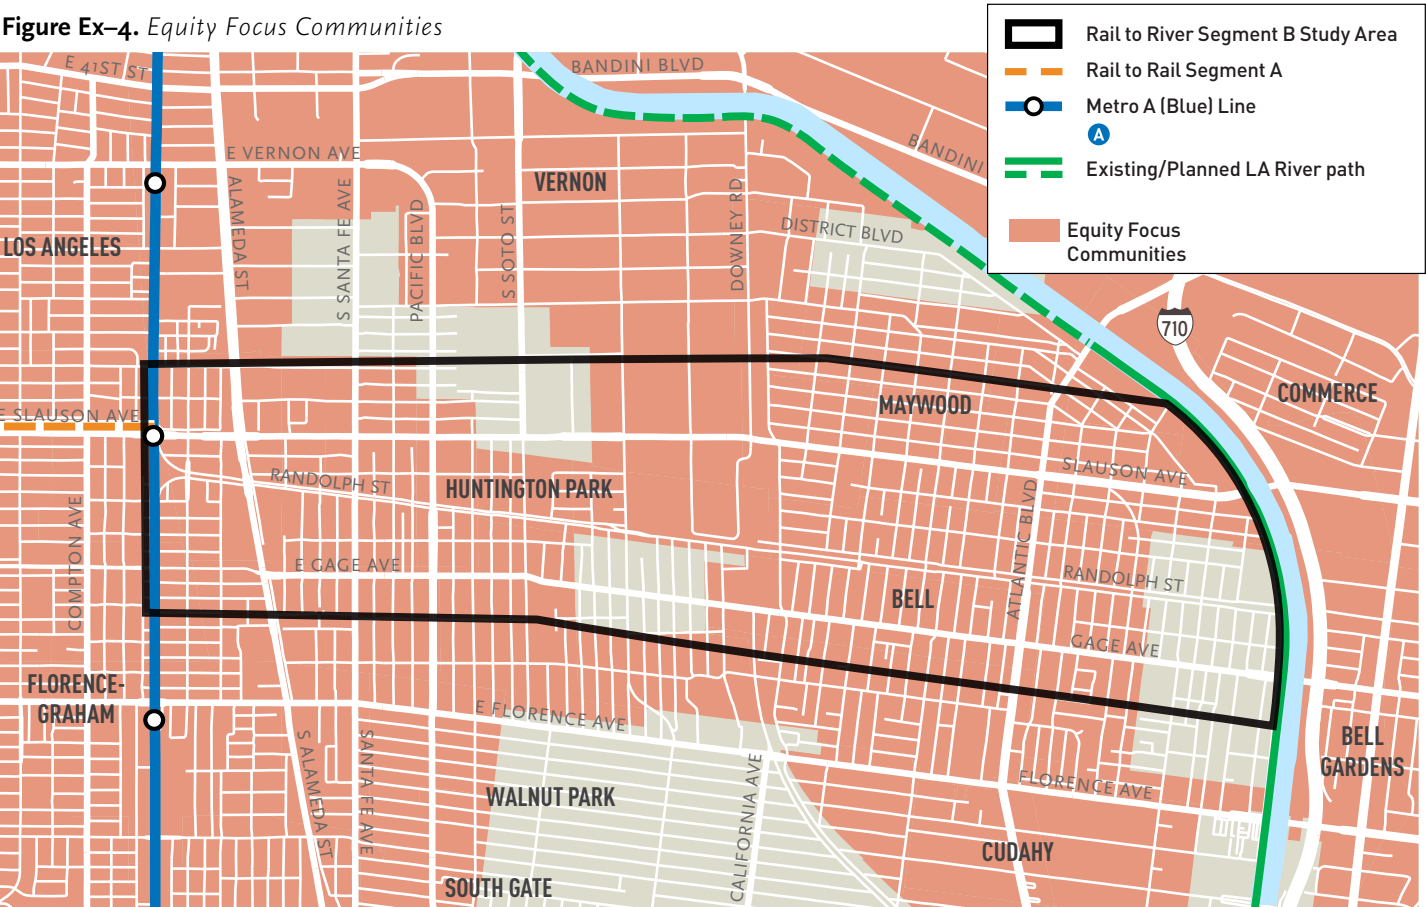 Figure Ex–4. Equity Focus Communities
Rail to River Segment B Study Area
Rail to Rail Segment A
Metro A (Blue) Line
A
Existing/Planned LA River path
Equity Focus
Communities
E 41ST ST
BANDINI BLVD
BANDINI
E VERNON AVE
VERNON
ALAMEDA ST
S SANTA FE AVE
PACIFIC BLVD
S SOTO ST
DOWNEY RD
DISTRICT BLVD
LOS ANGELES
710
COMMERCE
MAYWOOD
E SLAUSON AVE
SLAUSON AVE
RANDOLPH ST
HUNTINGTON PARK
COMPTON AVE
ATLANTIC BLVD
E GAGE AVE
RANDOLPH ST
BELL
GAGE AVE
FLORENCE-
GRAHAM
E FLORENCE AVE
S ALAMEDA ST
SANTA FE AVE
CALIFORNIA AVE
BELL
GARDENS
FLORENCE AVE
WALNUT PARK
CUDAHY
SOUTH GATE